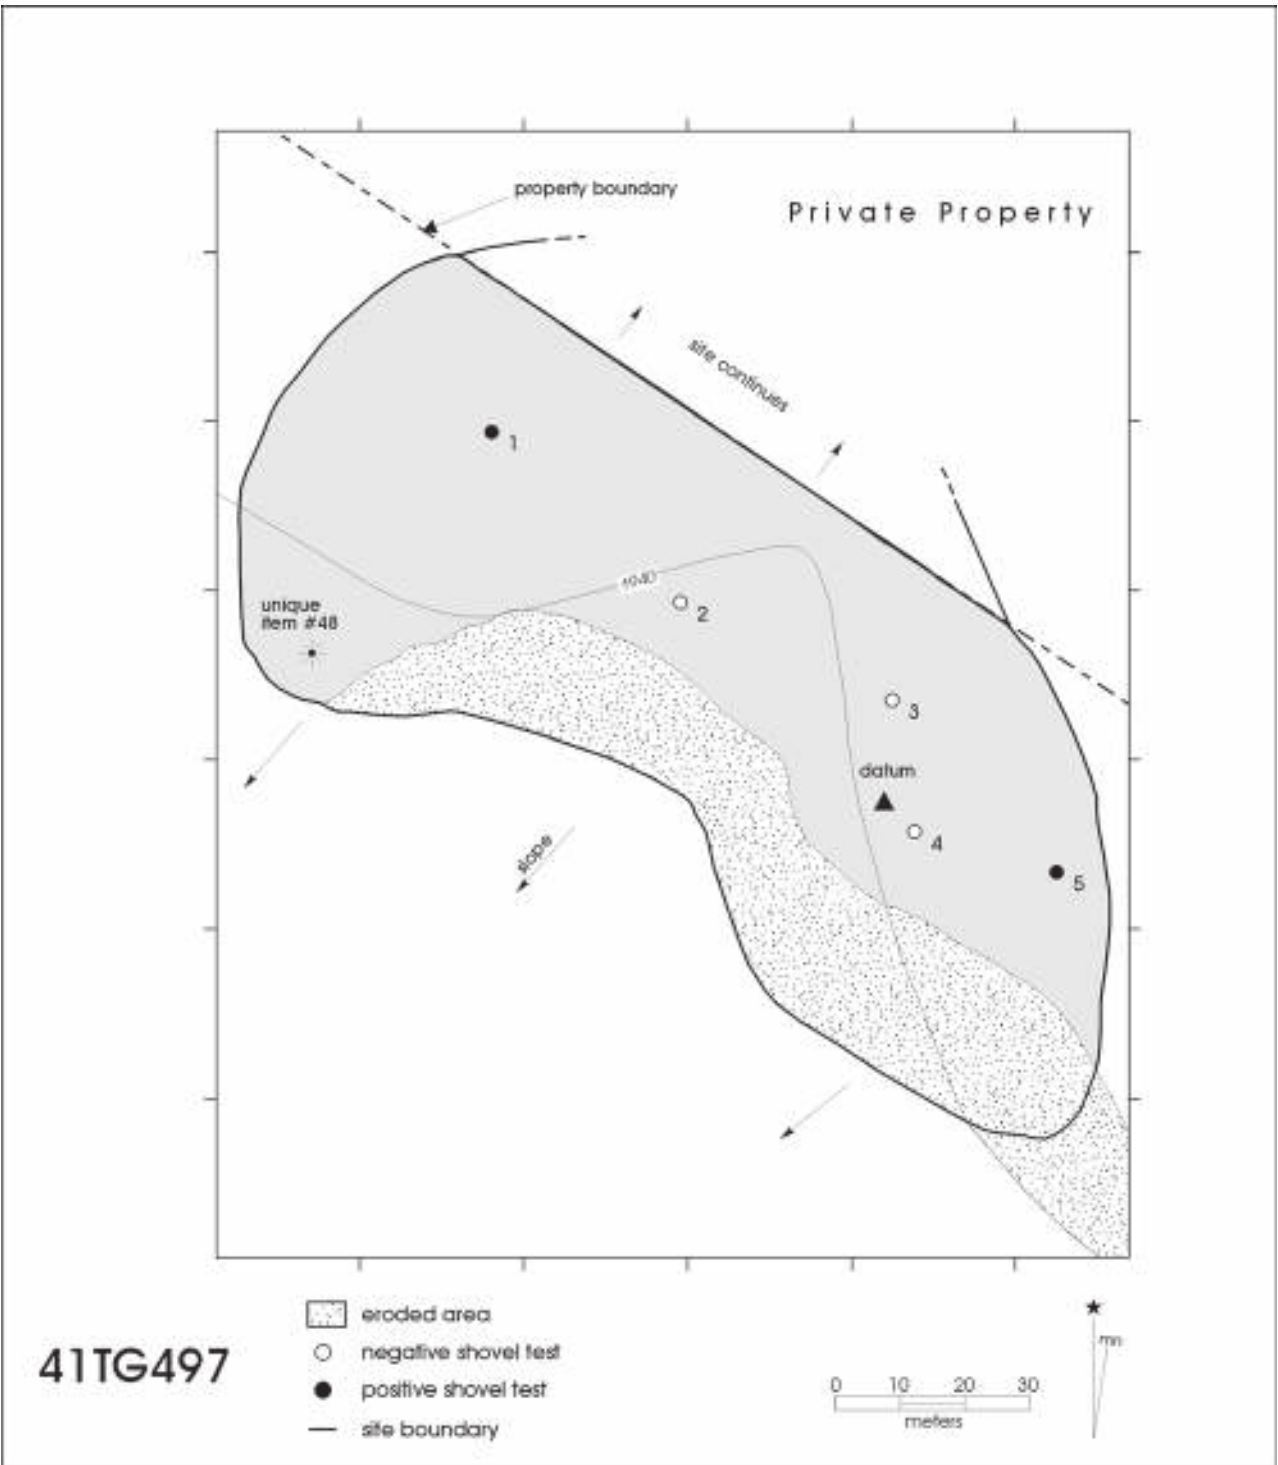 property boundary
Private Property
site continues
1
1940
unique
item #48
2
3
datum
4
5
slope
eroded area
negative shovel test
positive shovel test
site boundary
41TG497
0 10 20 30
meters
mn